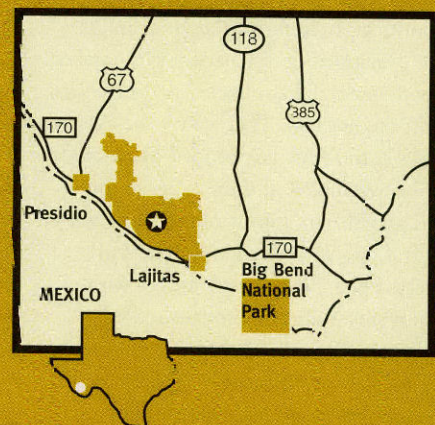 118
67
385
170
Presidio
170
Lajitas
Big Bend
National
Park
MEXICO